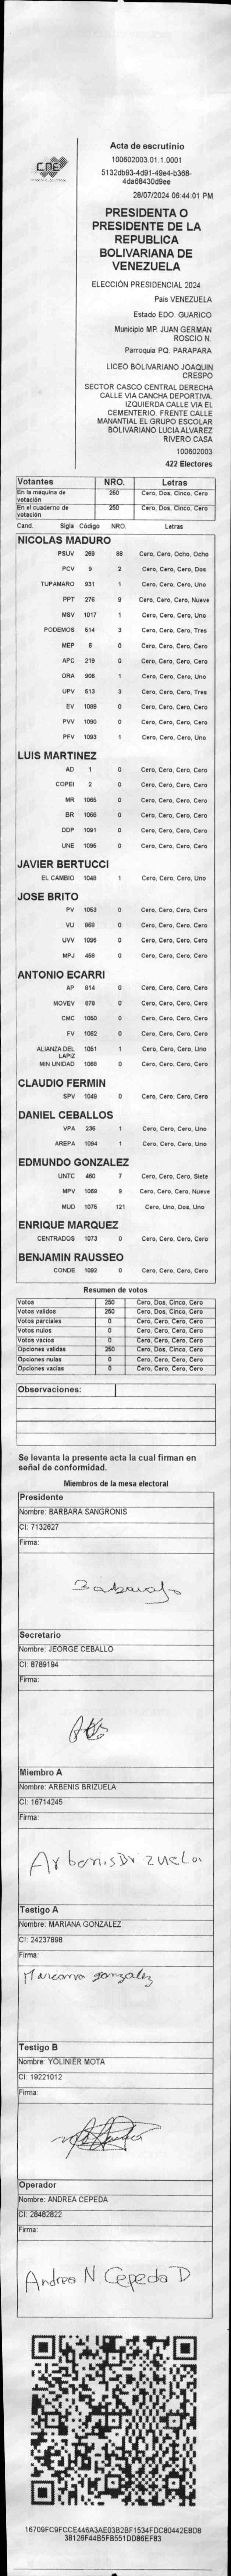 CNE
Acta de escrutinio
100602003.01.1.0001
5132db93-4d91-49e4-b368-
4da68430d9ee
28/07/2024 06:44:01 PM
PRESIDENTA O
PRESIDENTE DE LA
REPUBLICA
BOLIVARIANA DE
VENEZUELA
ELECCIÓN PRESIDENCIAL 2024
País VENEZUELA
Estado EDO. GUARICO
Municipio MP. JUAN GERMAN
ROSCIO N.
Parroquia PQ. PARAPARA
LICEO BOLIVARIANO JOAQUIN
CRESPO
SECTOR CASCO CENTRAL DERECHA
CALLE VIA CANCHA DEPORTIVA.
IZQUIERDA CALLE VIA EL
CEMENTERIO. FRENTE CALLE
MANANTIAL EL GRUPO ESCOLAR
BOLIVARIANO LUCIA ALVAREZ
RIVERO CASA
100602003
422 Electores
Votantes NRO. Letras
En la máquina de votación 250 Cero, Dos, Cinco, Cero
En el cuaderno de votación 250 Cero, Dos, Cinco, Cero
Cand. Sigla Código NRO. Letras
NICOLAS MADURO
PSUV 269 88 Cero, Cero, Ocho, Ocho
PCV 9 2 Cero, Cero, Cero, Dos
TUPAMARO 931 1 Cero, Cero, Cero, Uno
PPT 276 9 Cero, Cero, Cero, Nueve
MSV 1017 1 Cero, Cero, Cero, Uno
PODEMOS 514 3 Cero, Cero, Cero, Tres
MEP 6 0 Cero, Cero, Cero, Cero
APC 219 0 Cero, Cero, Cero, Cero
ORA 906 1 Cero, Cero, Cero, Uno
UPV 513 3 Cero, Cero, Cero, Tres
EV 1089 0 Cero, Cero, Cero, Cero
PVV 1090 0 Cero, Cero, Cero, Cero
PFV 1093 1 Cero, Cero, Cero, Uno
LUIS MARTINEZ
AD 1 0 Cero, Cero, Cero, Cero
COPEI 2 0 Cero, Cero, Cero, Cero
MR 1065 0 Cero, Cero, Cero, Cero
BR 1066 0 Cero, Cero, Cero, Cero
DDP 1091 0 Cero, Cero, Cero, Cero
UNE 1095 0 Cero, Cero, Cero, Cero
JAVIER BERTUCCI
EL CAMBIO 1048 1 Cero, Cero, Cero, Uno
JOSE BRITO
PV 1053 0 Cero, Cero, Cero, Cero
VU 868 0 Cero, Cero, Cero, Cero
UVV 1096 0 Cero, Cero, Cero, Cero
MPJ 458 0 Cero, Cero, Cero, Cero
ANTONIO ECARRI
AP 814 0 Cero, Cero, Cero, Cero
MOVEV 878 0 Cero, Cero, Cero, Cero
CMC 1050 0 Cero, Cero, Cero, Cero
FV 1062 0 Cero, Cero, Cero, Cero
ALIANZA DEL LAPIZ 1051 1 Cero, Cero, Cero, Uno
MIN UNIDAD 1068 0 Cero, Cero, Cero, Cero
CLAUDIO FERMIN
SPV 1049 0 Cero, Cero, Cero, Cero
DANIEL CEBALLOS
VPA 236 1 Cero, Cero, Cero, Uno
AREPA 1094 1 Cero, Cero, Cero, Uno
EDMUNDO GONZALEZ
UNTC 460 7 Cero, Cero, Cero, Siete
MPV 1069 9 Cero, Cero, Cero, Nueve
MUD 1075 121 Cero, Uno, Dos, Uno
ENRIQUE MARQUEZ
CENTRADOS 1073 0 Cero, Cero, Cero, Cero
BENJAMIN RAUSSEO
CONDE 1092 0 Cero, Cero, Cero, Cero
Resumen de votos
Votos 250 Cero, Dos, Cinco, Cero
Votos validos 250 Cero, Dos, Cinco, Cero
Votos parciales 0 Cero, Cero, Cero, Cero
Votos nulos 0 Cero, Cero, Cero, Cero
Votos vacios 0 Cero, Cero, Cero, Cero
Opciones validas 250 Cero, Dos, Cinco, Cero
Opciones nulas 0 Cero, Cero, Cero, Cero
Opciones vacias 0 Cero, Cero, Cero, Cero
Observaciones:
Se levanta la presente acta la cual firman en
señal de conformidad.
Miembros de la mesa electoral
Presidente
Nombre: BARBARA SANGRONIS
CI: 7132627
Firma:
Secretario
Nombre: JEORGE CEBALLO
CI: 8789194
Firma:
Miembro A
Nombre: ARBENIS BRIZUELA
CI: 16714245
Firma:
Arbenis Brizuela
Testigo A
Nombre: MARIANA GONZALEZ
CI: 24237898
Firma:
Mariana gonzalez
Testigo B
Nombre: YOLINIER MOTA
CI: 19221012
Firma:
Operador
Nombre: ANDREA CEPEDA
CI: 28482822
Firma:
Andrea N Cepeda D
16709FC9FCCE446A3AE03B2BF1534FDC80442E8D8
38126F44B5FB551DD86EF83